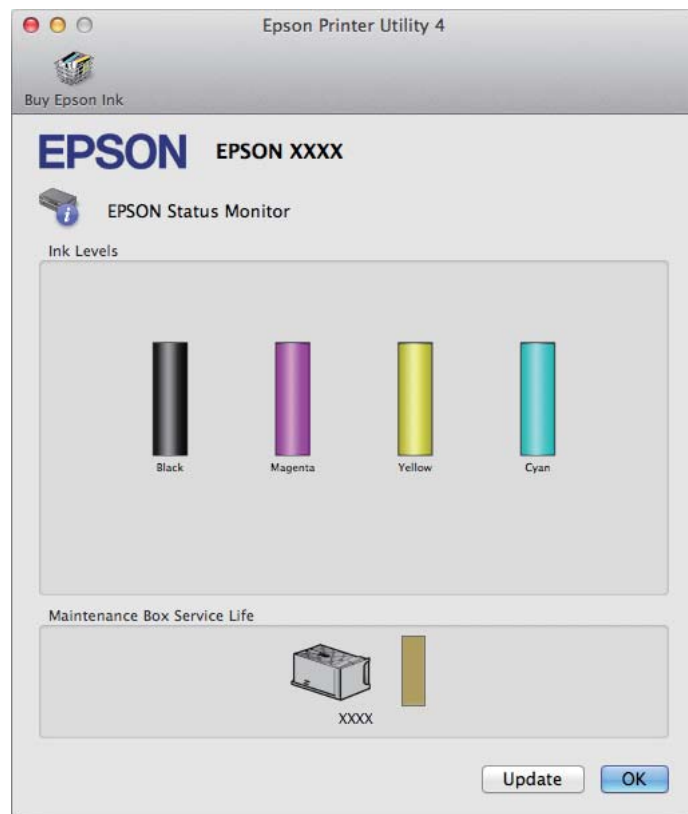 Epson Printer Utility 4
Buy Epson Ink
EPSON EPSON XXXX
EPSON Status Monitor
Ink Levels
Black Magenta Yellow Cyan
Maintenance Box Service Life
XXXX
Update OK